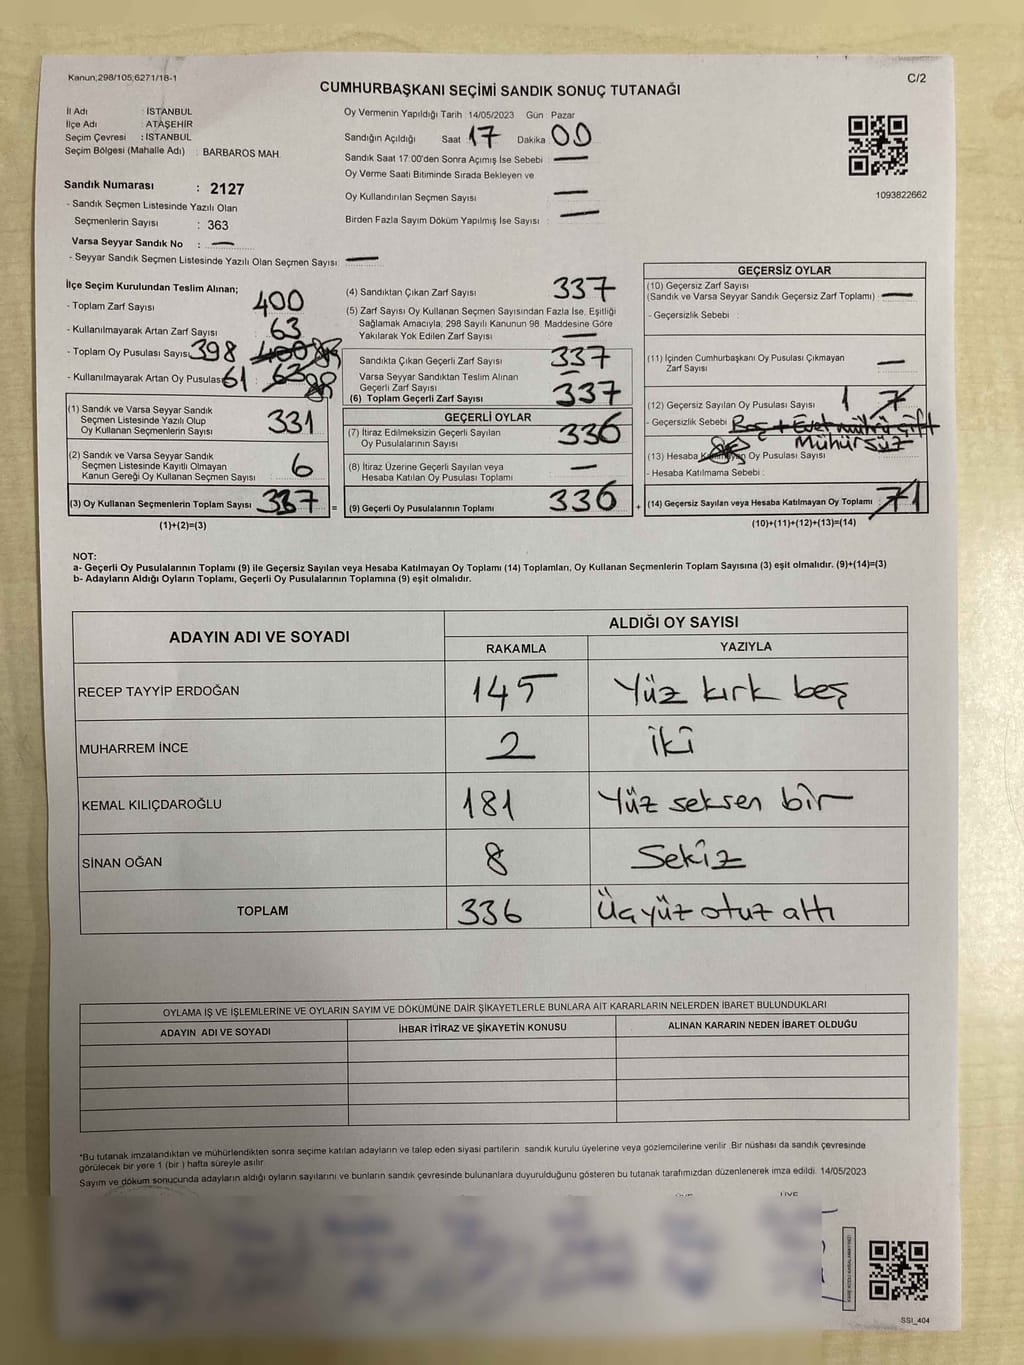 Kanun;298/105;6271/18-1
C/2
CUMHURBAŞKANI SEÇİMİ SANDIK SONUÇ TUTANAĞI
İl Adı : İSTANBUL
İlçe Adı : ATAŞEHİR
Seçim Çevresi : İSTANBUL
Seçim Bölgesi (Mahalle Adı) : BARBAROS MAH.
Sandık Numarası : 2127
- Sandık Seçmen Listesinde Yazılı Olan
Seçmenlerin Sayısı : 363
Varsa Seyyar Sandık No : —
- Seyyar Sandık Seçmen Listesinde Yazılı Olan Seçmen Sayısı: —
Oy Vermenin Yapıldığı Tarih 14/05/2023 Gün : Pazar
Sandığın Açıldığı Saat 17 Dakika 00
Sandık Saat 17:00'den Sonra Açımış İse Sebebi : —
Oy Verme Saati Bitiminde Sırada Bekleyen ve
Oy Kullandırılan Seçmen Sayısı —
Birden Fazla Sayım Döküm Yapılmış İse Sayısı : —
1093822662
İlçe Seçim Kurulundan Teslim Alınan;
- Toplam Zarf Sayısı 400
- Kullanılmayarak Artan Zarf Sayısı 63
- Toplam Oy Pusulası Sayısı 398 400
- Kullanılmayarak Artan Oy Pusulası 61 : 63
(1) Sandık ve Varsa Seyyar Sandık
Seçmen Listesinde Yazılı Olup
Oy Kullanan Seçmenlerin Sayısı 331
(2) Sandık ve Varsa Seyyar Sandık
Seçmen Listesinde Kayıtlı Olmayan
Kanun Gereği Oy Kullanan Seçmen Sayısı 6
(3) Oy Kullanan Seçmenlerin Toplam Sayısı 337 =
(1)+(2)=(3)
(4) Sandıktan Çıkan Zarf Sayısı 337
(5) Zarf Sayısı Oy Kullanan Seçmen Sayısından Fazla İse, Eşitliği
Sağlamak Amacıyla; 298 Sayılı Kanunun 98. Maddesine Göre
Yakılarak Yok Edilen Zarf Sayısı —
Sandıkta Çıkan Geçerli Zarf Sayısı 337
Varsa Seyyar Sandıktan Teslim Alınan
Geçerli Zarf Sayısı —
(6) Toplam Geçerli Zarf Sayısı 337
GEÇERLİ OYLAR
(7) İtiraz Edilmeksizin Geçerli Sayılan
Oy Pusulalarının Sayısı 336
(8) İtiraz Üzerine Geçerli Sayılan veya
Hesaba Katılan Oy Pusulası Toplamı —
(9) Geçerli Oy Pusulalarının Toplamı 336 +
GEÇERSİZ OYLAR
(10) Geçersiz Zarf Sayısı
(Sandık ve Varsa Seyyar Sandık Geçersiz Zarf Toplamı) : —
- Geçersizlik Sebebi :
(11) İçinden Cumhurbaşkanı Oy Pusulası Çıkmayan
Zarf Sayısı —
(12) Geçersiz Sayılan Oy Pusulası Sayısı 1 7
- Geçersizlik Sebebi Boş + Evet mührü çift
Mühürsüz
(13) Hesaba Katılmayan Oy Pusulası Sayısı
- Hesaba Katılmama Sebebi :
(14) Geçersiz Sayılan veya Hesaba Katılmayan Oy Toplamı : 7 1
(10)+(11)+(12)+(13)=(14)
NOT:
a- Geçerli Oy Pusulalarının Toplamı (9) ile Geçersiz Sayılan veya Hesaba Katılmayan Oy Toplamı (14) Toplamları, Oy Kullanan Seçmenlerin Toplam Sayısına (3) eşit olmalıdır. (9)+(14)=(3)
b- Adayların Aldığı Oyların Toplamı, Geçerli Oy Pusulalarının Toplamına (9) eşit olmalıdır.
ADAYIN ADI VE SOYADI
ALDIĞI OY SAYISI
RAKAMLA YAZIYLA
RECEP TAYYİP ERDOĞAN 145 Yüz kırk beş
MUHARREM İNCE 2 iki
KEMAL KILIÇDAROĞLU 181 Yüz seksen bir
SİNAN OĞAN 8 Sekiz
TOPLAM 336 Üçyüz otuz altı
OYLAMA İŞ VE İŞLEMLERİNE VE OYLARIN SAYIM VE DÖKÜMÜNE DAİR ŞİKAYETLERLE BUNLARA AİT KARARLARIN NELERDEN İBARET BULUNDUKLARI
ADAYIN ADI VE SOYADI İHBAR İTİRAZ VE ŞİKAYETİN KONUSU ALINAN KARARIN NEDEN İBARET OLDUĞU
*Bu tutanak imzalandıktan ve mühürlendikten sonra seçime katılan adayların ve talep eden siyasi partilerin sandık kurulu üyelerine veya gözlemcilerine verilir. Bir nüshası da sandık çevresinde
görülecek bir yere 1 (bir ) hafta süreyle asılır.
Sayım ve döküm sonucunda adayların aldığı oyların sayılarını ve bunların sandık çevresinde bulunanlara duyurulduğunu gösteren bu tutanak tarafımızdan düzenlenerek imza edildi. 14/05/2023
SSI_404